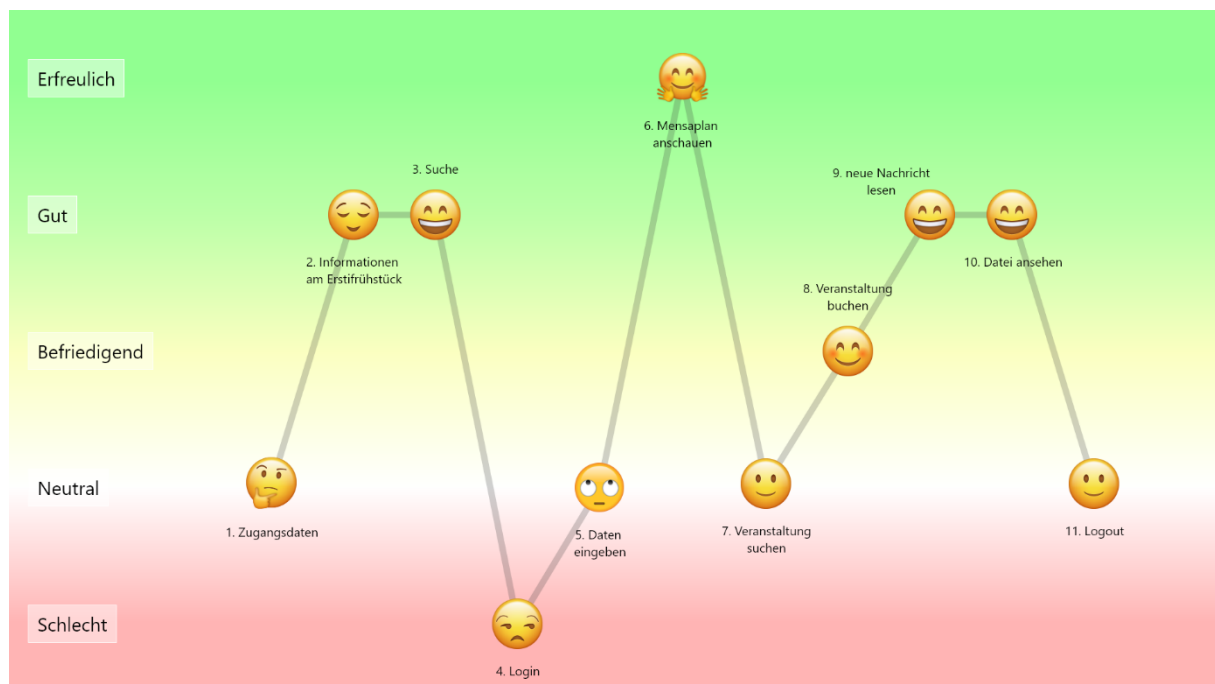 Erfreulich
Gut
Befriedigend
Neutral
Schlecht
1. Zugangsdaten
2. Informationen
am Erstifrühstück
3. Suche
4. Login
5. Daten
eingeben
6. Mensaplan
anschauen
7. Veranstaltung
suchen
8. Veranstaltung
buchen
9. neue Nachricht
lesen
10. Datei ansehen
11. Logout